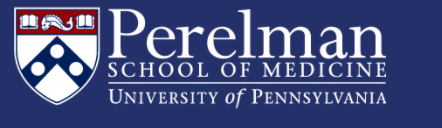 Perelman
SCHOOL OF MEDICINE
UNIVERSITY of PENNSYLVANIA